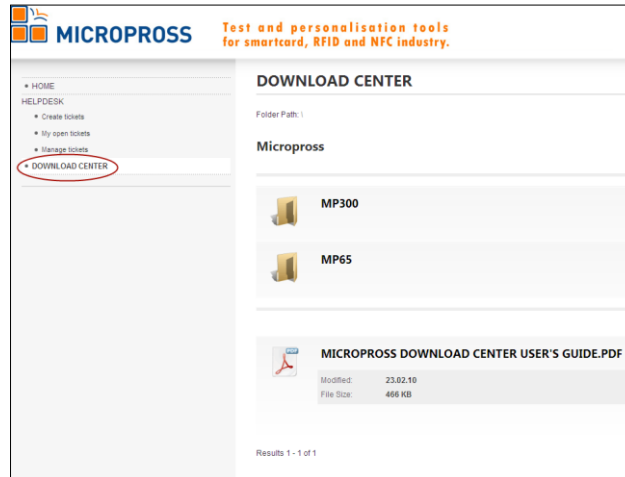 MICROPROSS
Test and personalisation tools
for smartcard, RFID and NFC industry.
HOME
HELPDESK
Create tickets
My open tickets
Manage tickets
DOWNLOAD CENTER
DOWNLOAD CENTER
Folder Path: \
Micropross
MP300
MP65
PDF
MICROPROSS DOWNLOAD CENTER USER'S GUIDE.PDF
Modified: 23.02.10
File Size: 466 KB
Results 1 - 1 of 1